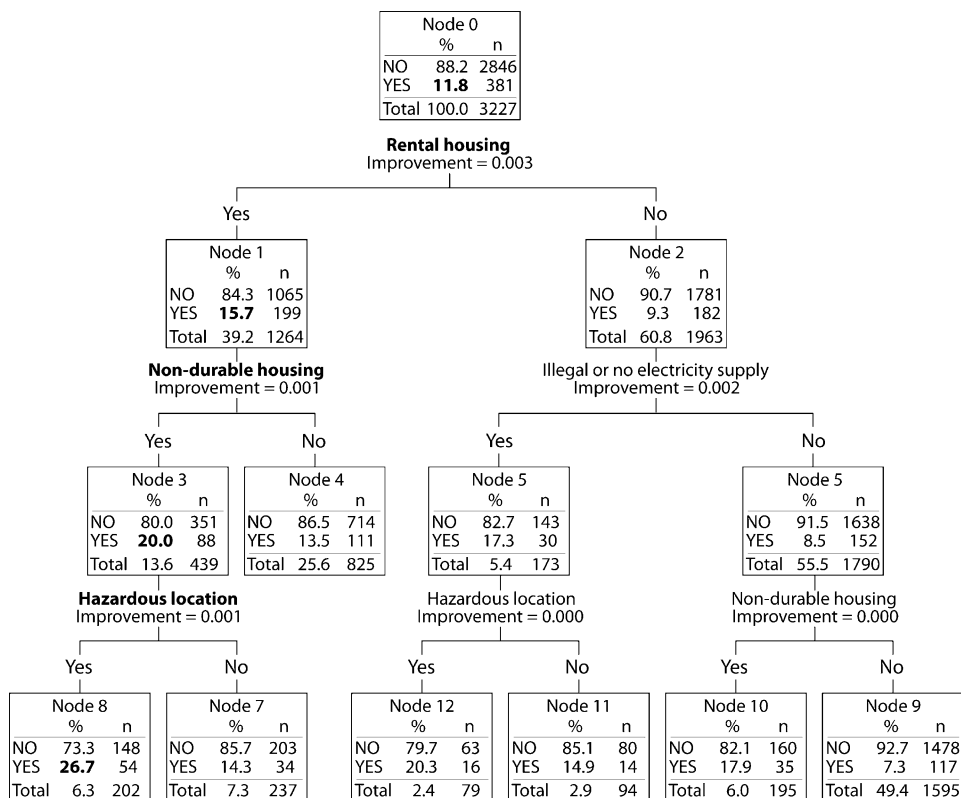 Node 0
% n
NO 88.2 2846
YES 11.8 381
Total 100.0 3227
Rental housing
Improvement = 0.003
Yes
No
Node 1
% n
NO 84.3 1065
YES 15.7 199
Total 39.2 1264
Node 2
% n
NO 90.7 1781
YES 9.3 182
Total 60.8 1963
Non-durable housing
Improvement = 0.001
Illegal or no electricity supply
Improvement = 0.002
Yes
No
Yes
No
Node 3
% n
NO 80.0 351
YES 20.0 88
Total 13.6 439
Node 4
% n
NO 86.5 714
YES 13.5 111
Total 25.6 825
Node 5
% n
NO 82.7 143
YES 17.3 30
Total 5.4 173
Node 5
% n
NO 91.5 1638
YES 8.5 152
Total 55.5 1790
Hazardous location
Improvement = 0.001
Hazardous location
Improvement = 0.000
Non-durable housing
Improvement = 0.000
Yes
No
Yes
No
Yes
No
Node 8
% n
NO 73.3 148
YES 26.7 54
Total 6.3 202
Node 7
% n
NO 85.7 203
YES 14.3 34
Total 7.3 237
Node 12
% n
NO 79.7 63
YES 20.3 16
Total 2.4 79
Node 11
% n
NO 85.1 80
YES 14.9 14
Total 2.9 94
Node 10
% n
NO 82.1 160
YES 17.9 35
Total 6.0 195
Node 9
% n
NO 92.7 1478
YES 7.3 117
Total 49.4 1595